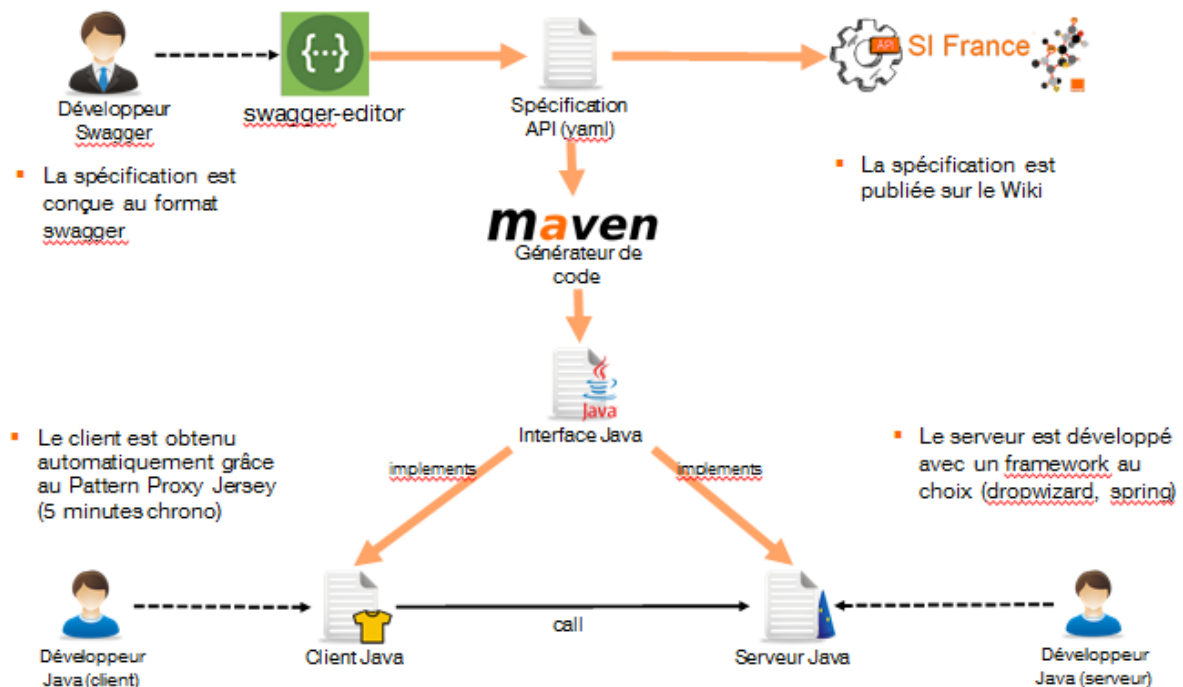 {···}
API
SI France
Développeur
Swagger
swagger-editor
Spécification
API (yaml)
▪ La spécification est
conçue au format
swagger
▪ La spécification est
publiée sur le Wiki
maven
Générateur de
code
Java
Interface Java
▪ Le client est obtenu
automatiquement grâce
au Pattern Proxy Jersey
(5 minutes chrono)
implements
implements
▪ Le serveur est développé
avec un framework au
choix (dropwizard, spring)
call
Développeur
Java (client)
Client Java
Serveur Java
Développeur
Java (serveur)